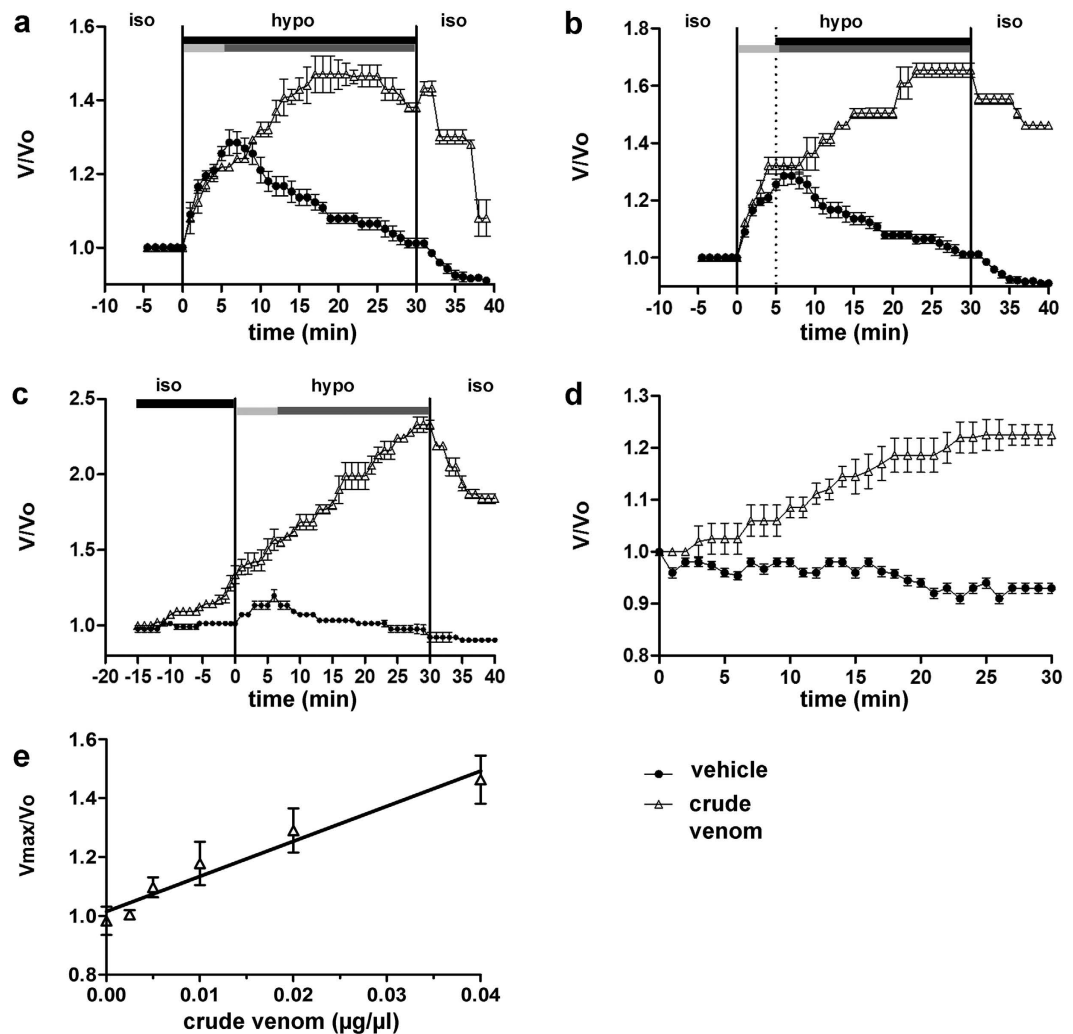 a
iso hypo iso
1.6
1.4
1.2
1.0
V/Vo
-10 -5 0 5 10 15 20 25 30 35 40
time (min)
b
iso hypo iso
1.8
1.6
1.4
1.2
1.0
V/Vo
-10 -5 0 5 10 15 20 25 30 35 40
time (min)
c
iso hypo iso
2.5
2.0
1.5
1.0
V/Vo
-20 -15 -10 -5 0 5 10 15 20 25 30 35 40
time (min)
d
1.3
1.2
1.1
1.0
0.9
0.8
V/Vo
0 5 10 15 20 25 30
time (min)
e
1.6
1.4
1.2
1.0
0.8
Vmax/Vo
0.00 0.01 0.02 0.03 0.04
crude venom (µg/µl)
vehicle
crude
venom